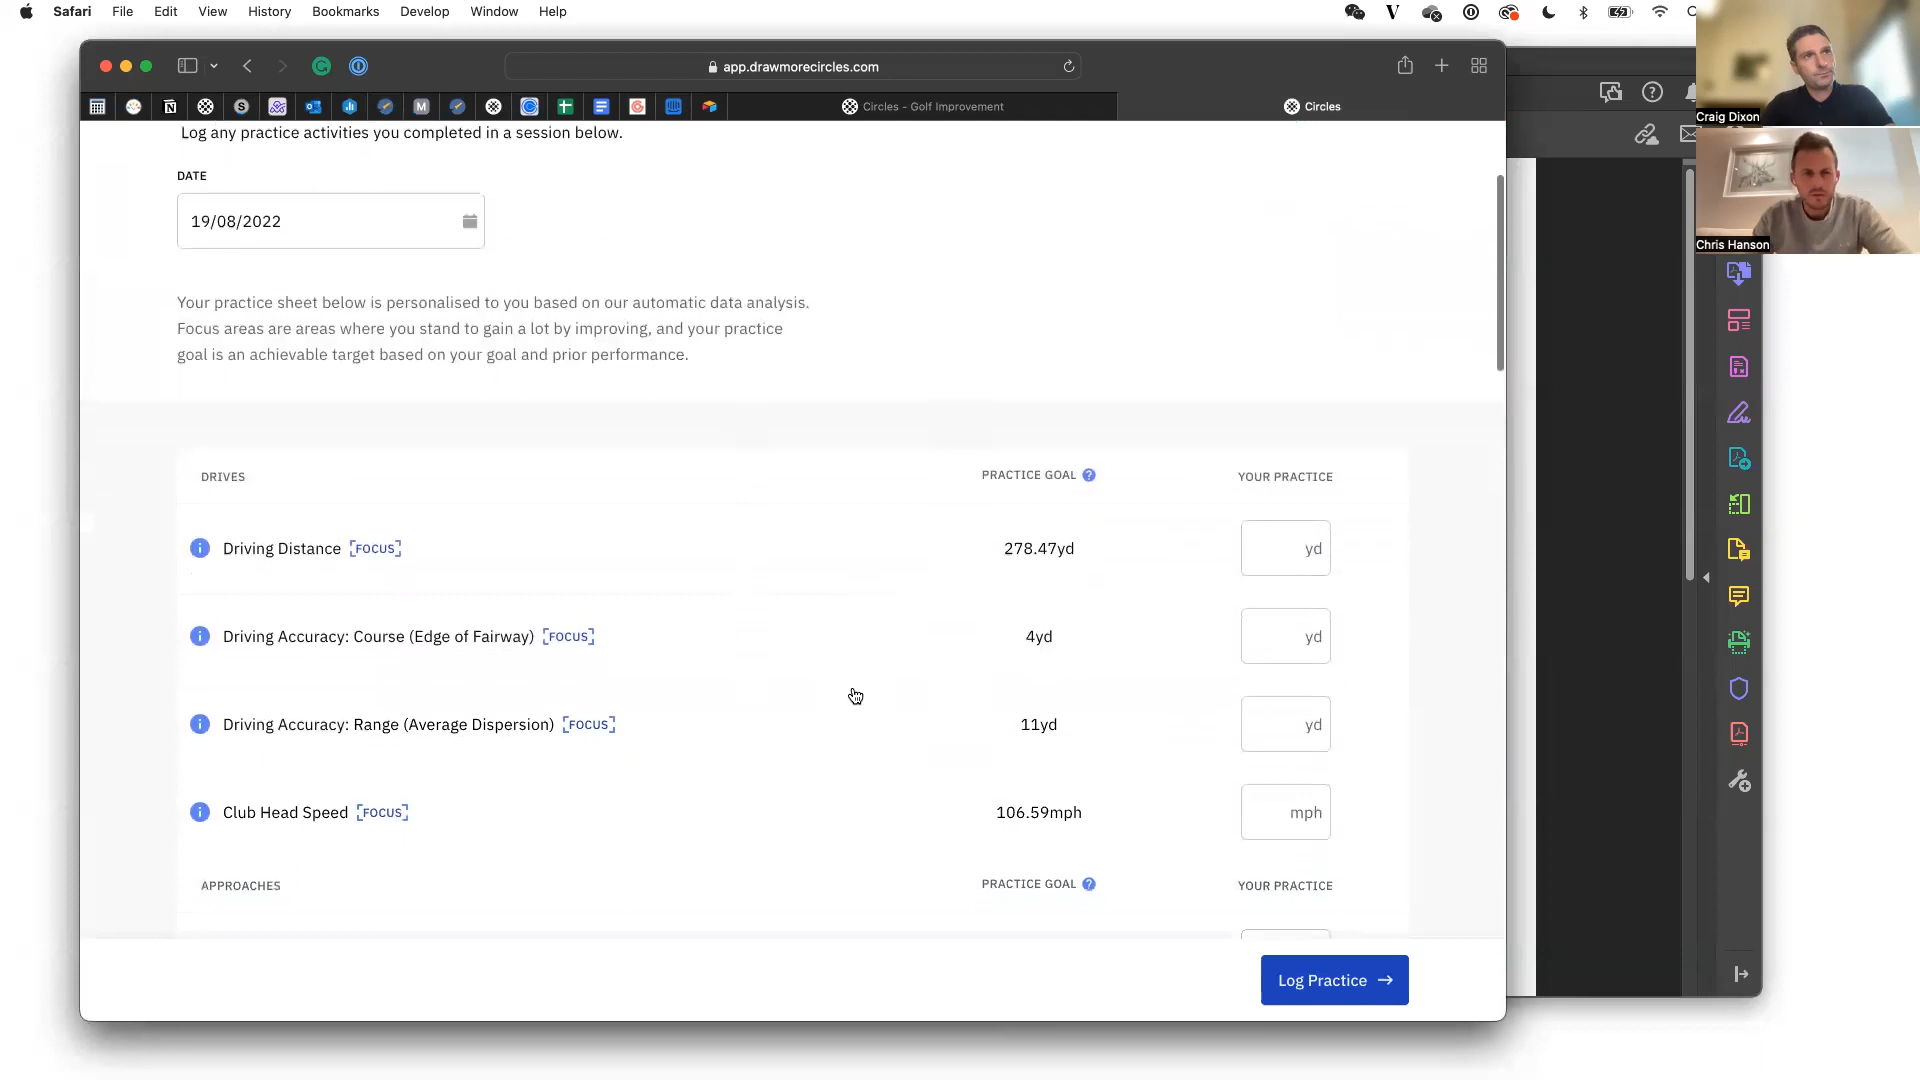 Safari File Edit View History Bookmarks Develop Window Help
app.drawmorecircles.com
Circles - Golf Improvement
Circles
Craig Dixon
Chris Hanson
Log any practice activities you completed in a session below.
DATE
19/08/2022
Your practice sheet below is personalised to you based on our automatic data analysis.
Focus areas are areas where you stand to gain a lot by improving, and your practice
goal is an achievable target based on your goal and prior performance.
DRIVES PRACTICE GOAL ? YOUR PRACTICE
i Driving Distance [FOCUS] 278.47yd yd
i Driving Accuracy: Course (Edge of Fairway) [FOCUS] 4yd yd
i Driving Accuracy: Range (Average Dispersion) [FOCUS] 11yd yd
i Club Head Speed [FOCUS] 106.59mph mph
APPROACHES PRACTICE GOAL ? YOUR PRACTICE
Log Practice →